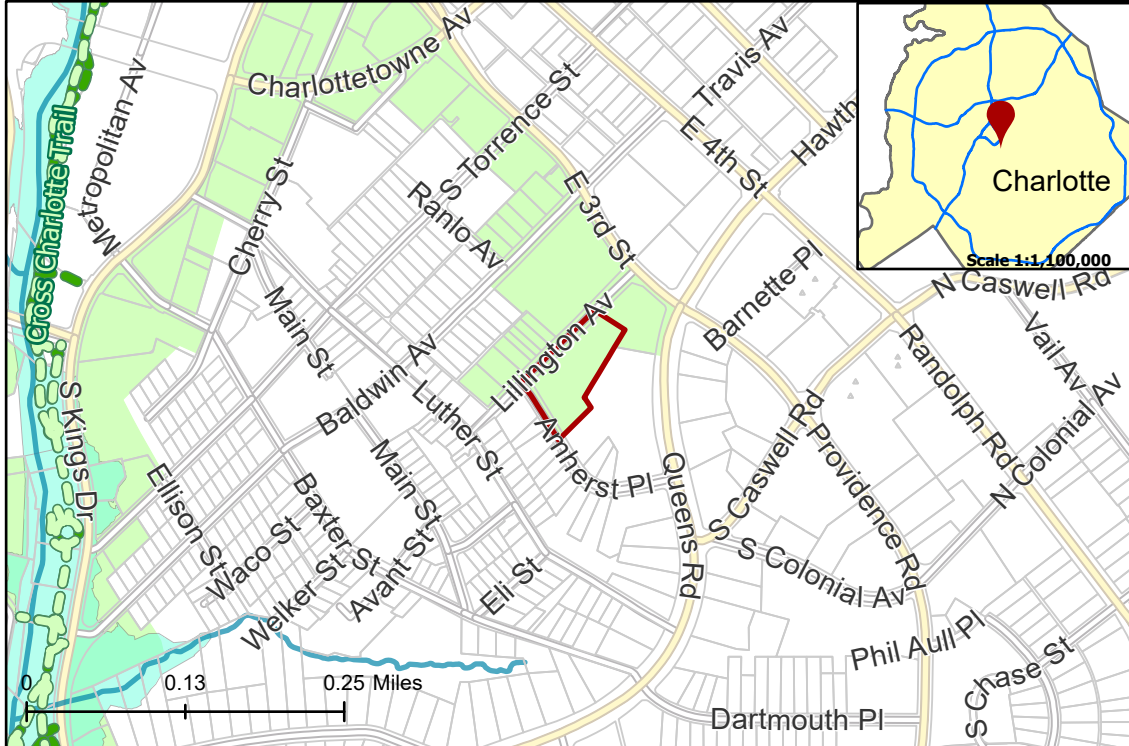 Charlottetowne Av
Travis Av
Metropolitan Av
Cross Charlotte Trail
S Torrence St
E 4th St
Hawth
Charlotte
Scale 1:1,100,000
Cherry St
Ranlo Av
E 3rd St
Barnette Pl
N Caswell Rd
Main St
Lillington Av
Vail Av
Baldwin Av
Luther St
Randolph Rd
S Kings Dr
Amherst Pl
N Colonial Av
Main St
Queens Rd
S Caswell Rd
Providence Rd
Ellison St
Baxter St
Waco St
Avant St
S Colonial Av
Welker St
Eli St
Phil Aull Pl
S Chase St
0 0.13 0.25 Miles
Dartmouth Pl